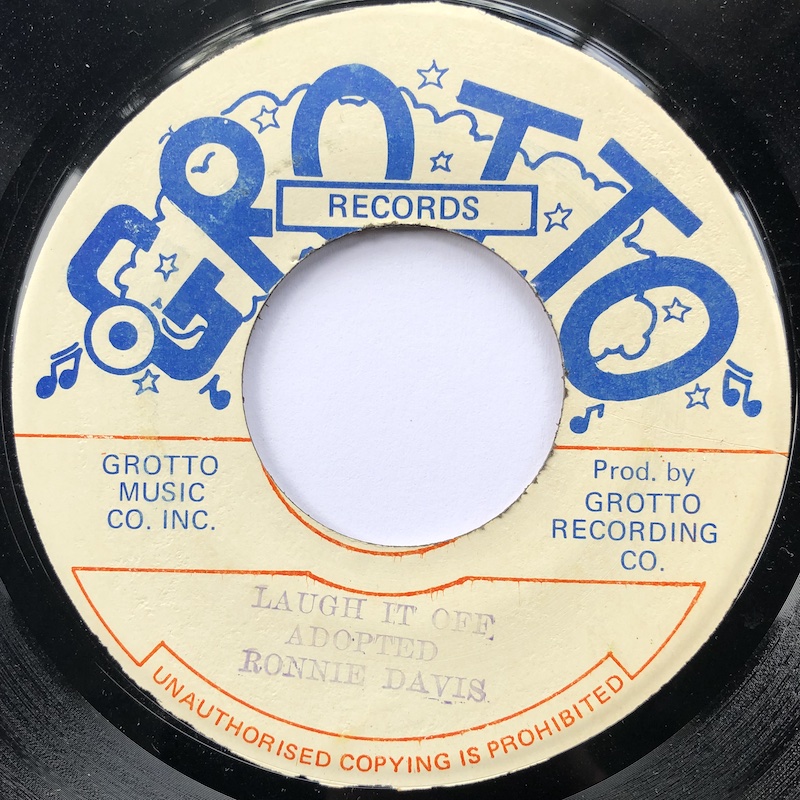 GROTTO
RECORDS
GROTTO
MUSIC
CO. INC.
Prod. by
GROTTO
RECORDING
CO.
LAUGH IT OFF
ADOPTED
RONNIE DAVIS
UNAUTHORISED COPYING IS PROHIBITED